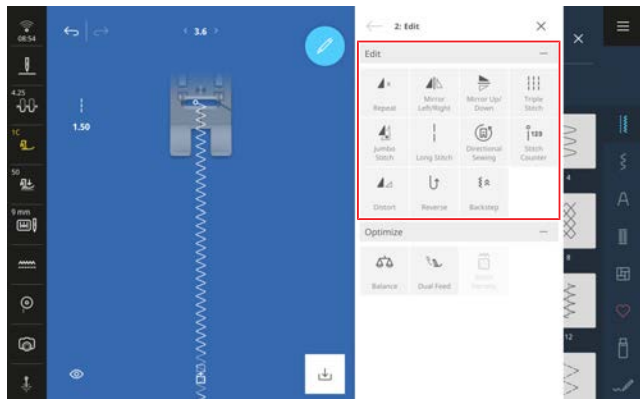 08:54
4.25
1C
50
9 mm
3.6
1.50
2: Edit
Edit
Repeat
Mirror
Left/Right
Mirror Up/
Down
Triple
Stitch
Jumbo
Stitch
Long Stitch
Directional
Sewing
123
Stitch
Counter
Distort
Reverse
Backstep
Optimize
Balance
Dual Feed
4
8
12
A